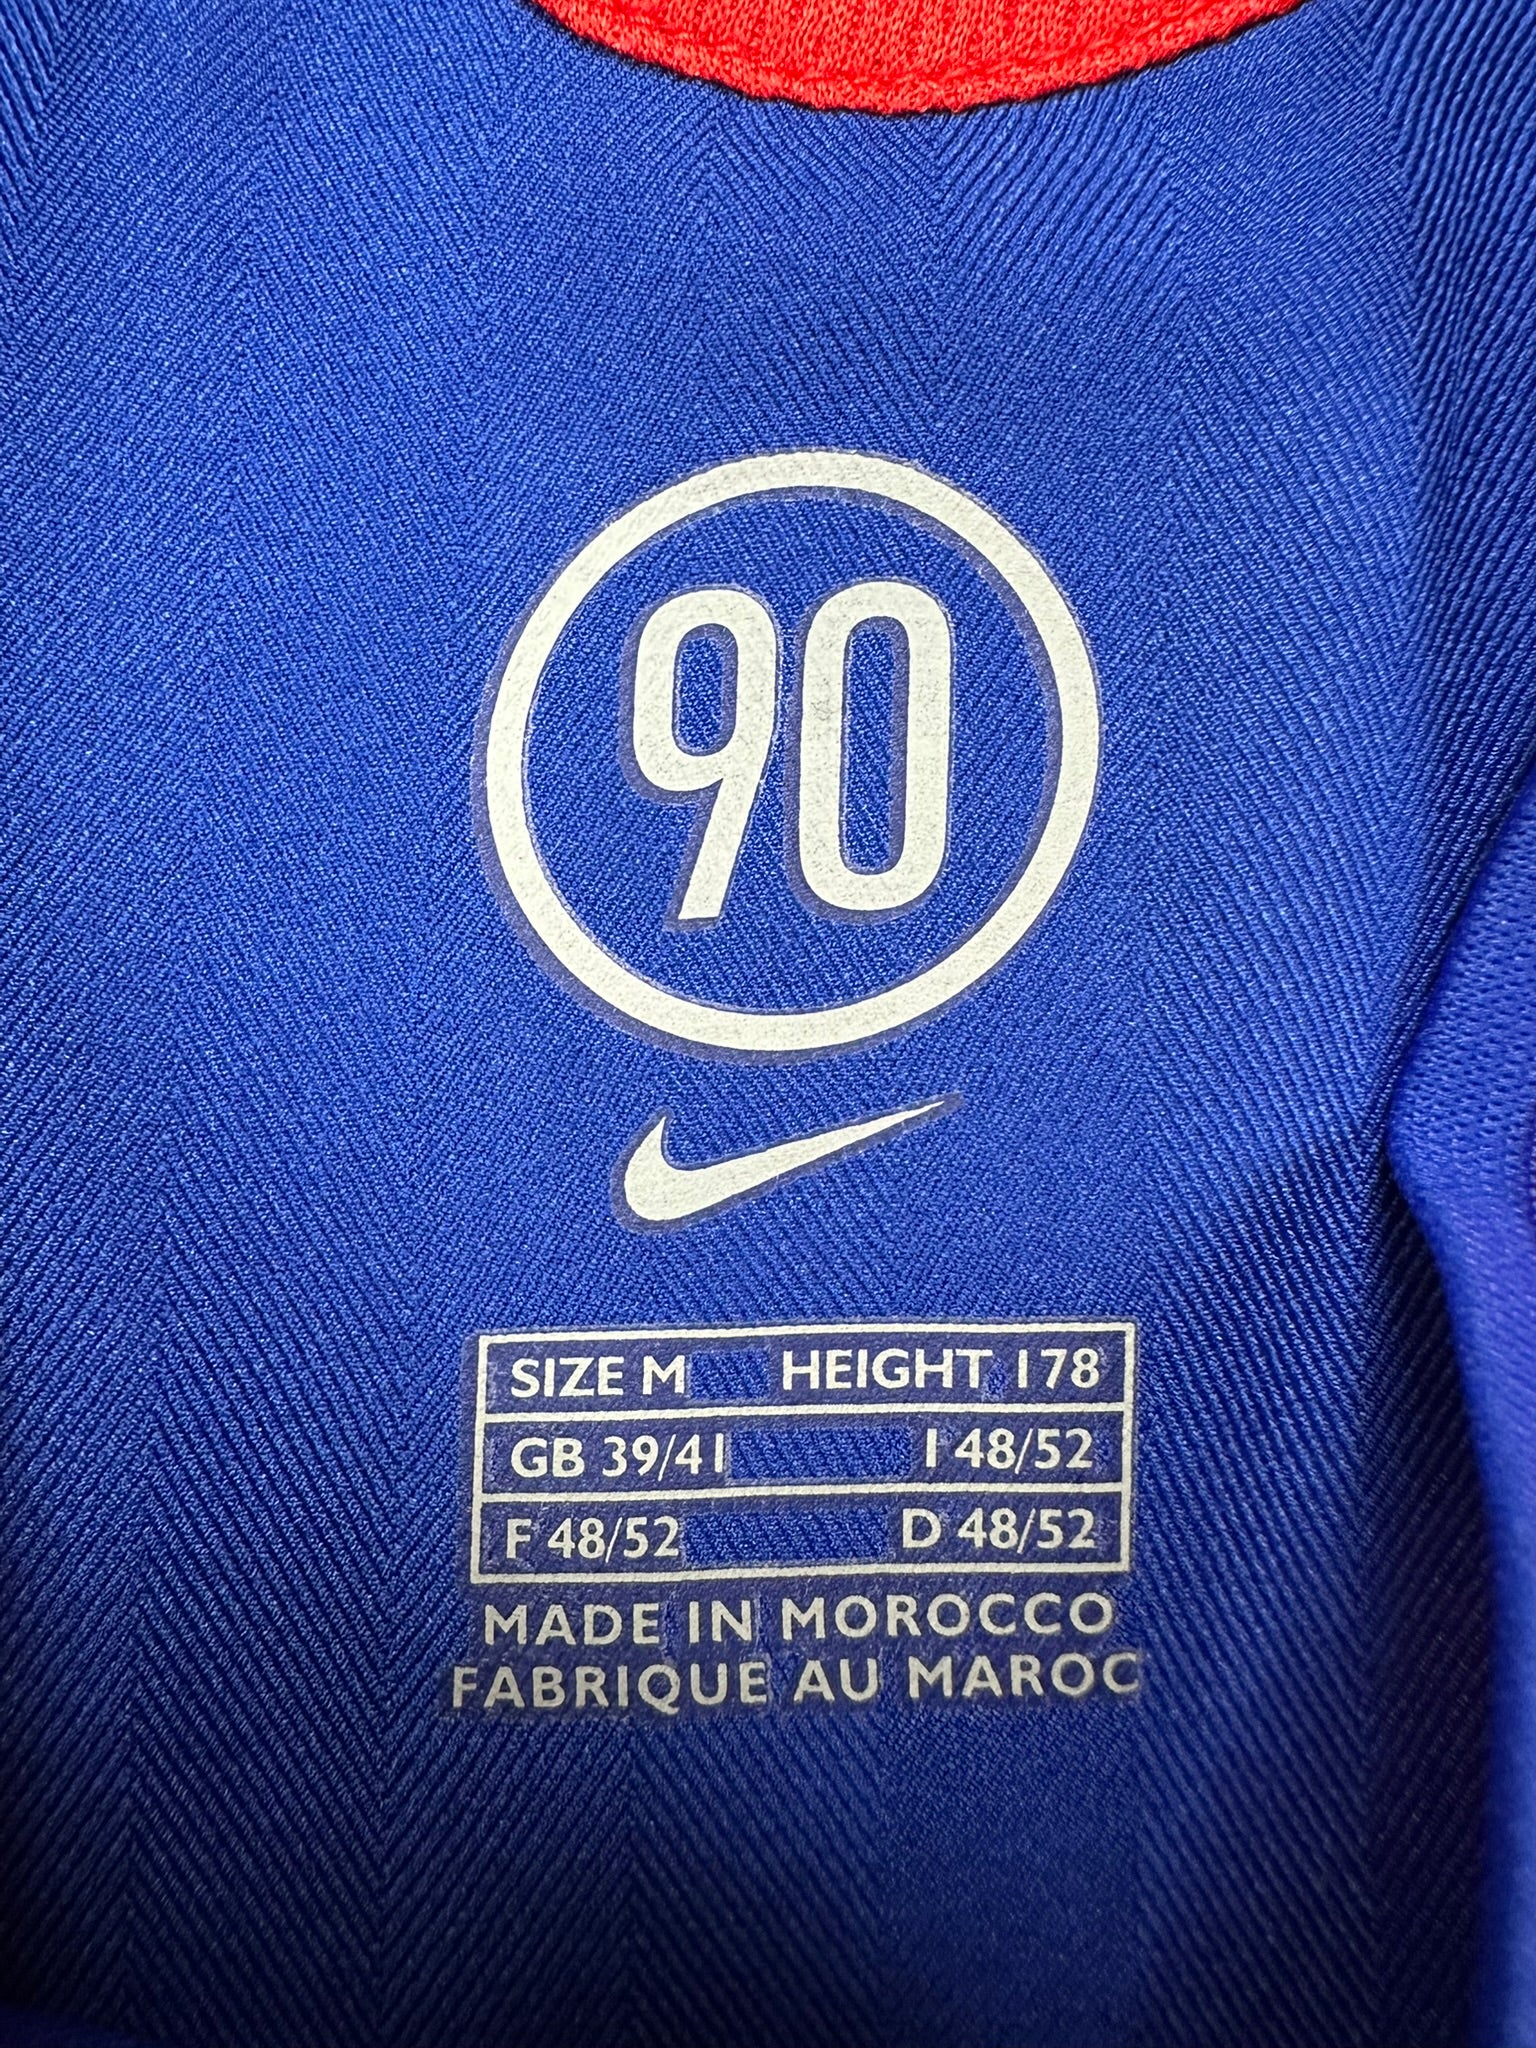 90
SIZE M HEIGHT 178
GB 39/41 I 48/52
F 48/52 D 48/52
MADE IN MOROCCO
FABRIQUE AU MAROC